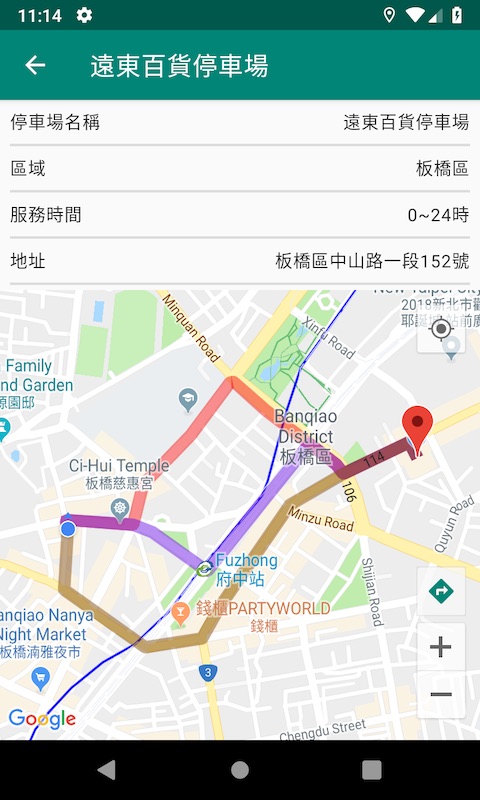 11:14
遠東百貨停車場
停車場名稱 遠東百貨停車場
區域 板橋區
服務時間 0~24時
地址 板橋區中山路一段152號
New Taipei City
2018新北市歡
耶誕城 站前廣
Minquan Road
Xinfu Road
Family
nd Garden
源園邸
Banqiao
District
板橋區
114
106
Ci-Hui Temple
板橋慈惠宮
Minzu Road
Quyun Road
Fuzhong
府中站
Shijian Road
錢櫃PARTYWORLD
錢櫃
anqiao Nanya
Night Market
板橋湳雅夜市
3
Google
Chengdu Street